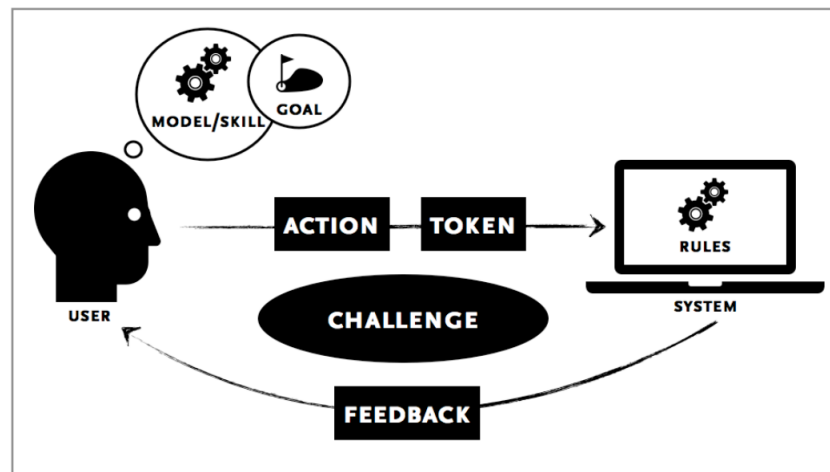 MODEL/SKILL
GOAL
ACTION
TOKEN
RULES
USER
SYSTEM
CHALLENGE
FEEDBACK